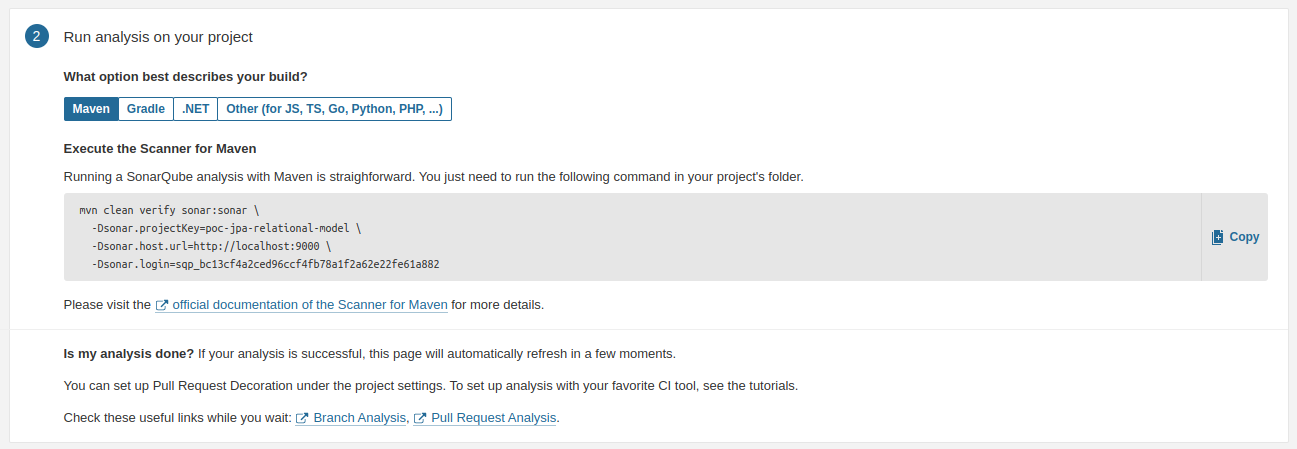 2 Run analysis on your project
What option best describes your build?
Maven Gradle .NET Other (for JS, TS, Go, Python, PHP, ...)
Execute the Scanner for Maven
Running a SonarQube analysis with Maven is straighforward. You just need to run the following command in your project's folder.
mvn clean verify sonar:sonar \
-Dsonar.projectKey=poc-jpa-relational-model \
-Dsonar.host.url=http://localhost:9000 \
-Dsonar.login=sqp_bc13cf4a2ced96ccf4fb78a1f2a62e22fe61a882
Copy
Please visit the official documentation of the Scanner for Maven for more details.
Is my analysis done? If your analysis is successful, this page will automatically refresh in a few moments.
You can set up Pull Request Decoration under the project settings. To set up analysis with your favorite CI tool, see the tutorials.
Check these useful links while you wait: Branch Analysis, Pull Request Analysis.